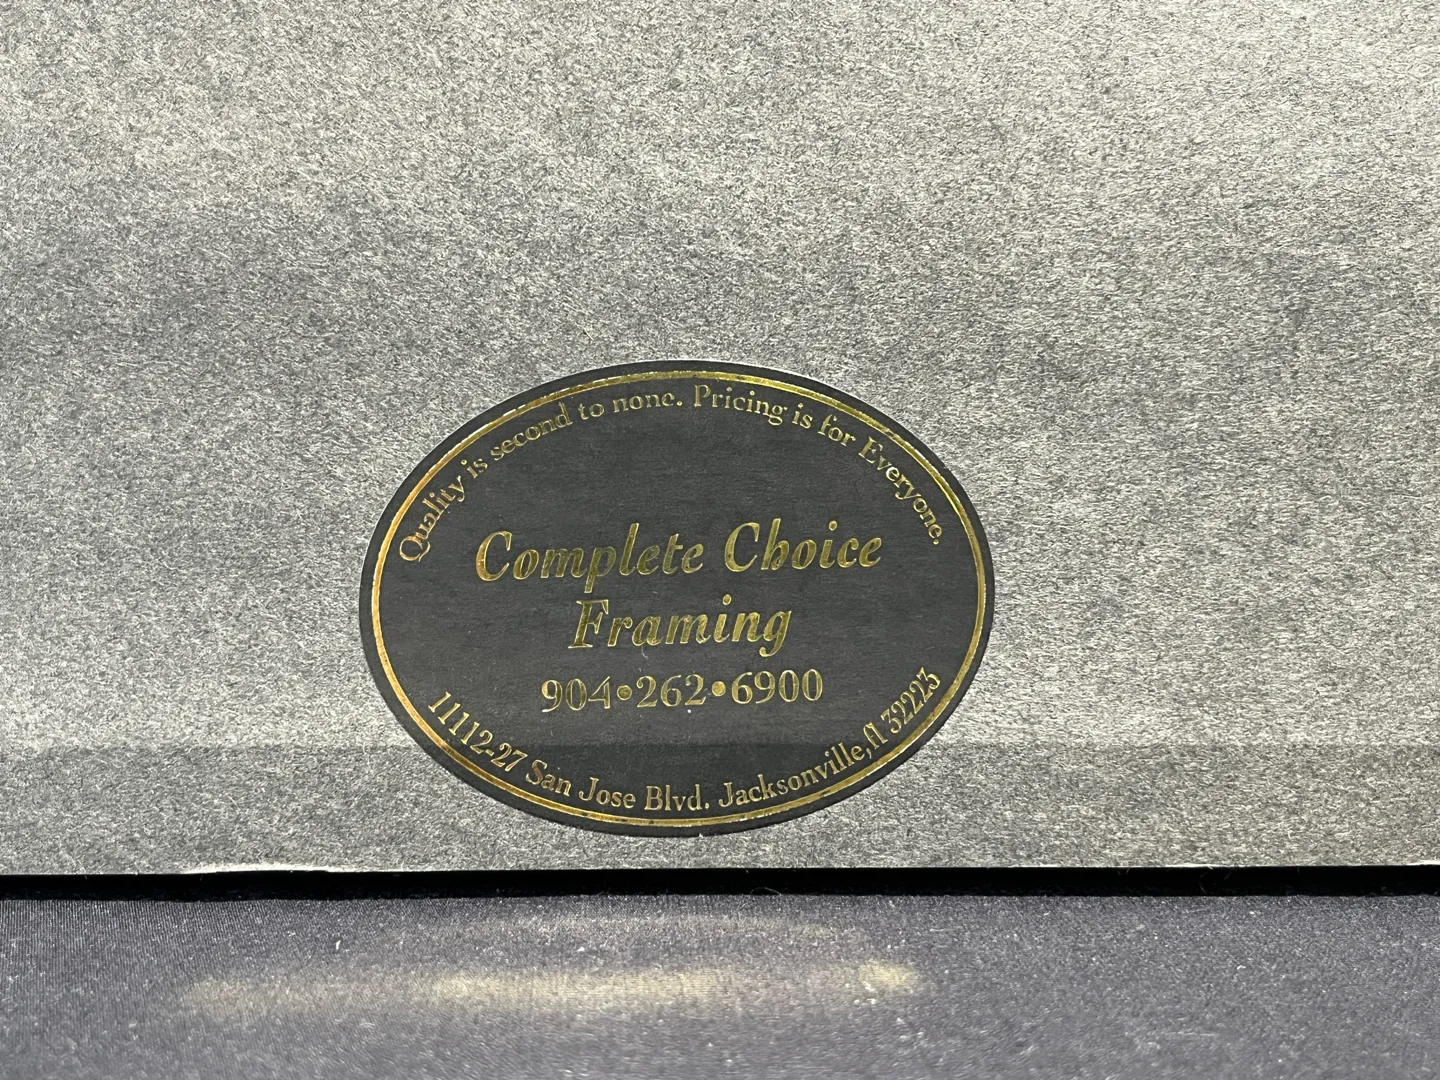 Quality is second to none. Pricing is for Everyone.
Complete Choice
Framing
904•262•6900
11112-27 San Jose Blvd. Jacksonville, fl 32223